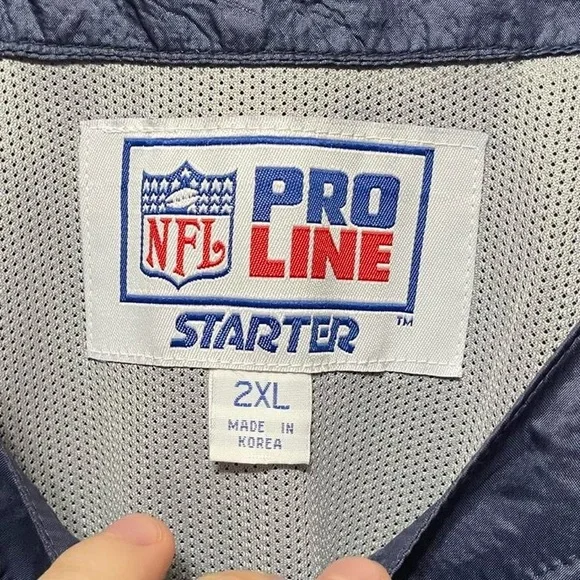 NFL
PRO
LINE
STARTER ™
2XL
MADE IN
KOREA